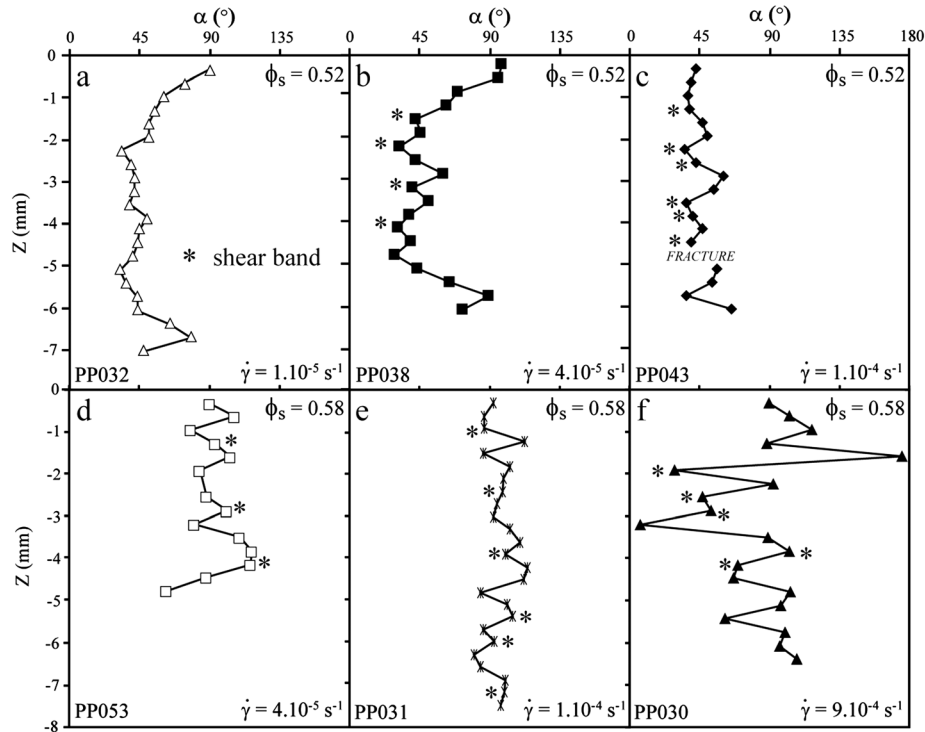 α (°) α (°) α (°)
0 45 90 135 0 45 90 135 0 45 90 135 180
0
a ϕs = 0.52 b ϕs = 0.52 c ϕs = 0.52
-1
-2
-3
Z (mm)
-4
* shear band
FRACTURE
-5
-6
-7
PP032 γ̇ = 1.10⁻⁵ s⁻¹ PP038 γ̇ = 4.10⁻⁵ s⁻¹ PP043 γ̇ = 1.10⁻⁴ s⁻¹
0
d ϕs = 0.58 e ϕs = 0.58 f ϕs = 0.58
-1
-2
-3
Z (mm)
-4
-5
-6
-7
PP053 γ̇ = 4.10⁻⁵ s⁻¹ PP031 γ̇ = 1.10⁻⁴ s⁻¹ PP030 γ̇ = 9.10⁻⁴ s⁻¹
-8